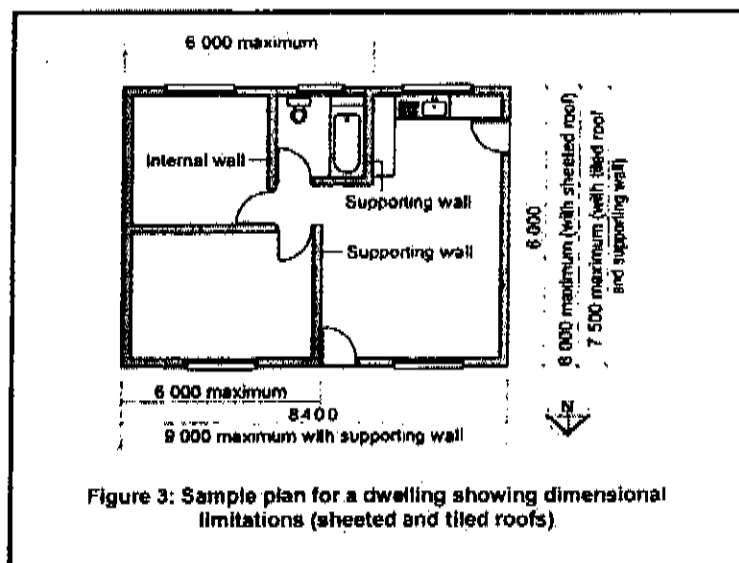 6 000 maximum
Internal wall
Supporting wall
Supporting wall
6 000
8 000 maximum (with sheeted roof)
7 500 maximum (with tiled roof
and supporting wall)
6 000 maximum
8400
9 000 maximum with supporting wall
N
Figure 3: Sample plan for a dwelling showing dimensional
limitations (sheeted and tiled roofs)